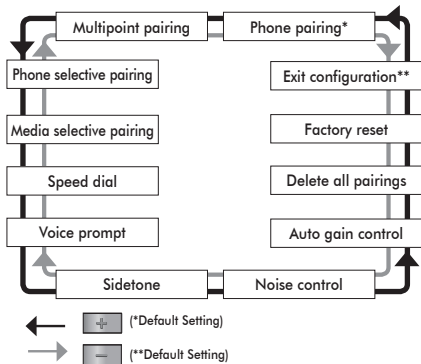 Multipoint pairing
Phone pairing*
Phone selective pairing
Exit configuration**
Media selective pairing
Factory reset
Speed dial
Delete all pairings
Voice prompt
Auto gain control
Sidetone
Noise control
+ (*Default Setting)
− (**Default Setting)